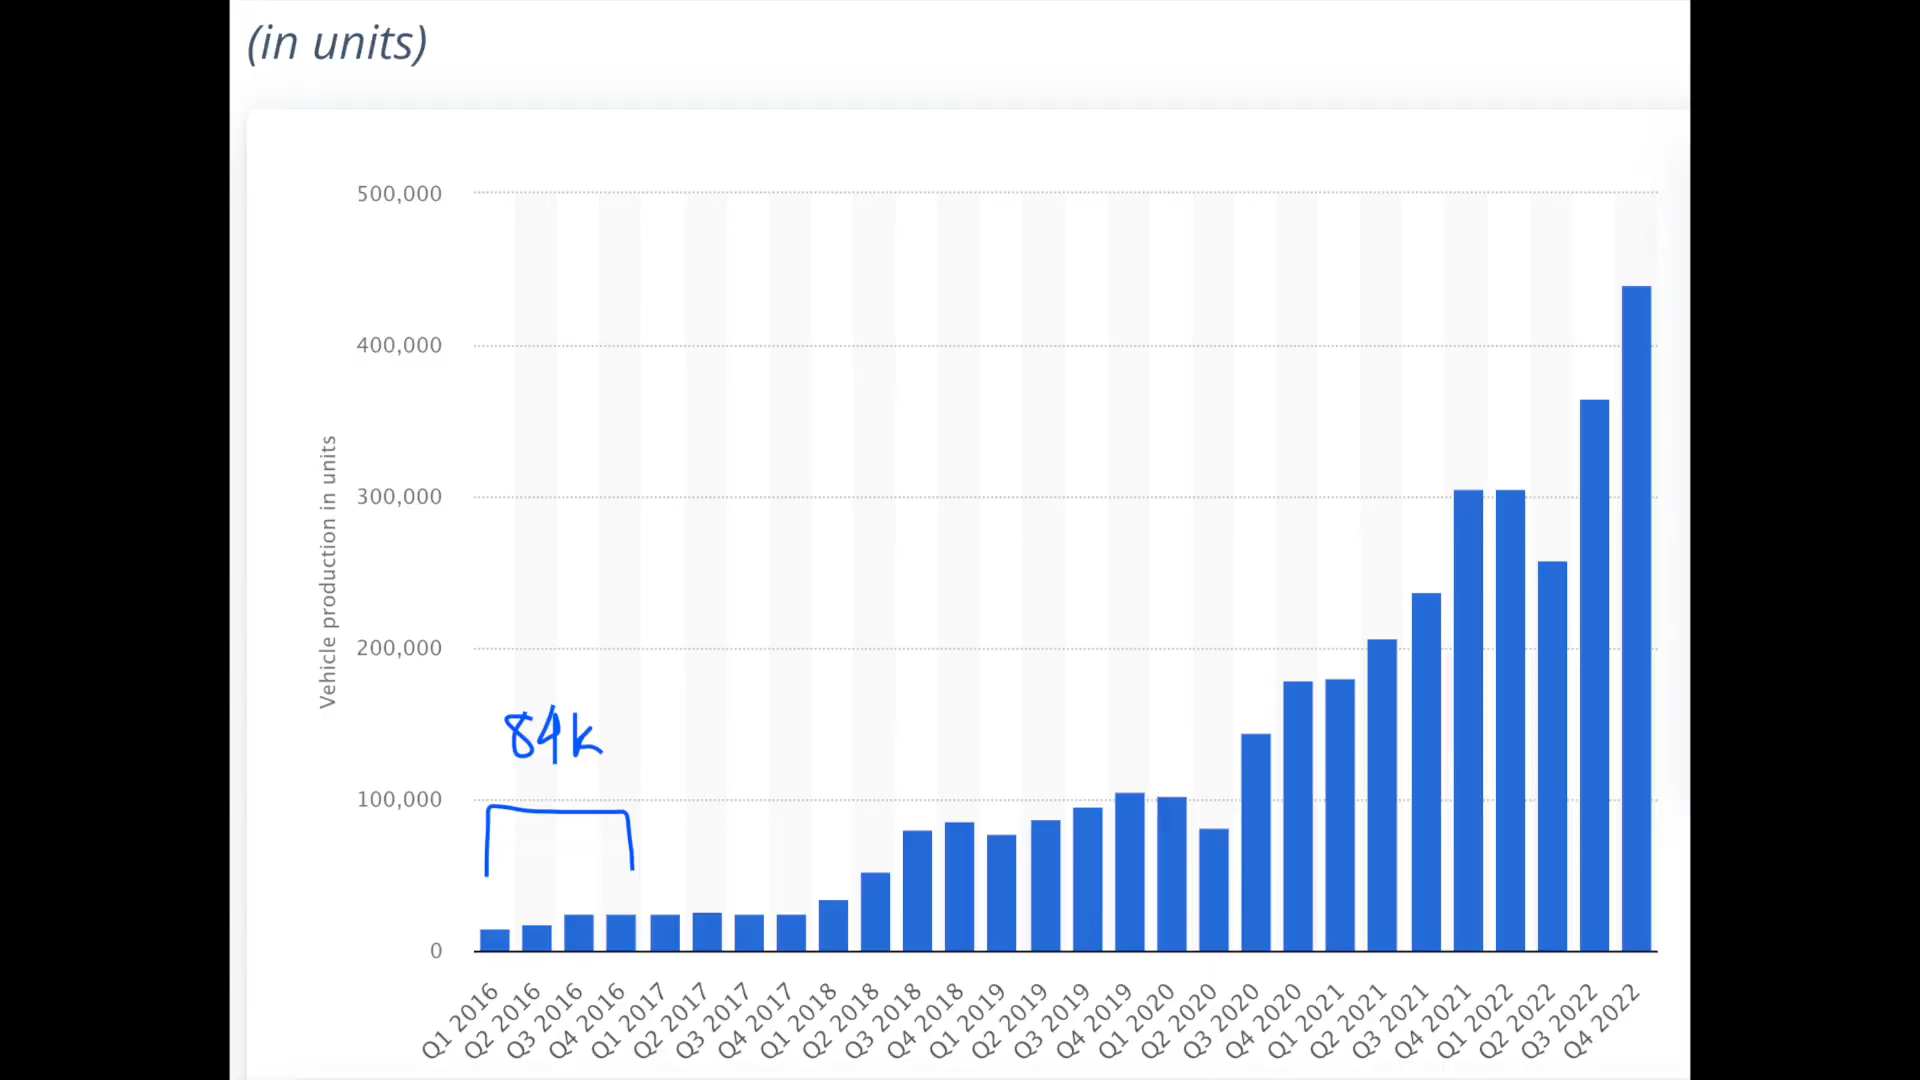 (in units)
500,000
400,000
300,000
200,000
100,000
0
Vehicle production in units
84k
Q1 2016
Q2 2016
Q3 2016
Q4 2016
Q1 2017
Q2 2017
Q3 2017
Q4 2017
Q1 2018
Q2 2018
Q3 2018
Q4 2018
Q1 2019
Q2 2019
Q3 2019
Q4 2019
Q1 2020
Q2 2020
Q3 2020
Q4 2020
Q1 2021
Q2 2021
Q3 2021
Q4 2021
Q1 2022
Q2 2022
Q3 2022
Q4 2022